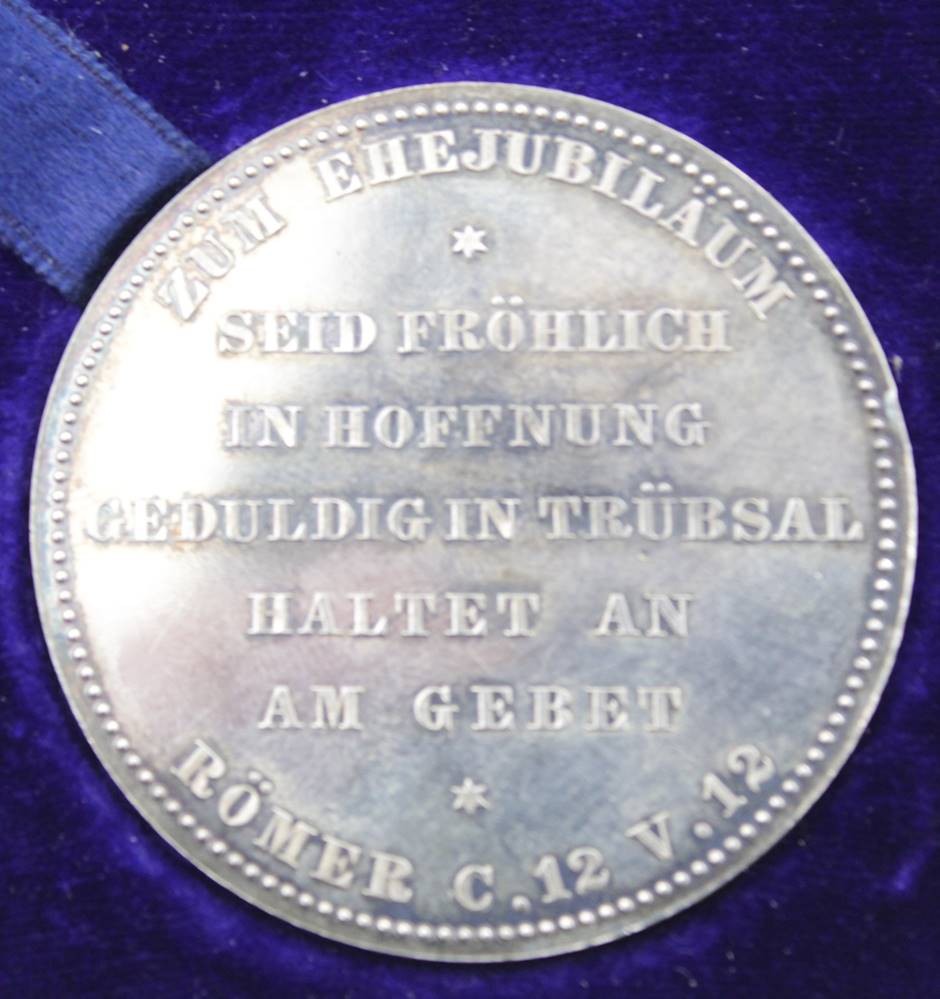 ZUM EHEJUBILÄUM
SEID FRÖHLICH
IN HOFFNUNG
GEDULDIG IN TRÜBSAL
HALTET AN
AM GEBET
RÖMER C. 12 V. 12